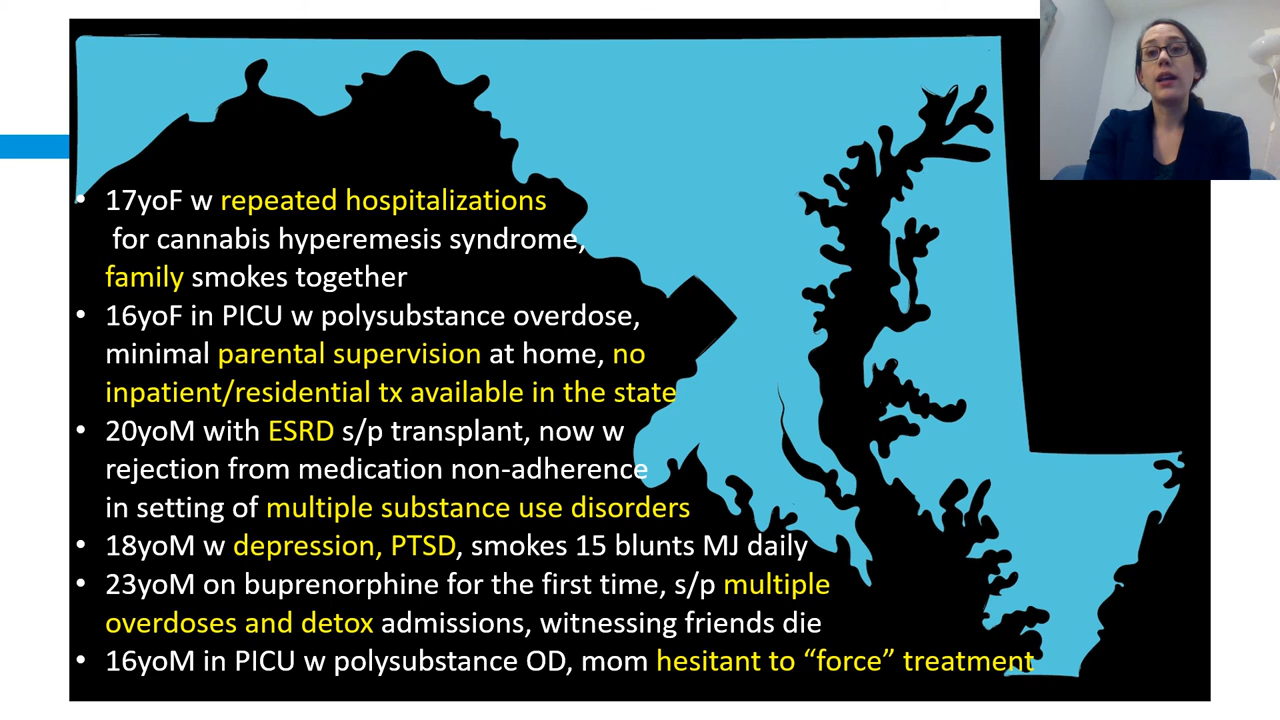 • 17yoF w repeated hospitalizations
for cannabis hyperemesis syndrome,
family smokes together
• 16yoF in PICU w polysubstance overdose,
minimal parental supervision at home, no
inpatient/residential tx available in the state
• 20yoM with ESRD s/p transplant, now w
rejection from medication non-adherence
in setting of multiple substance use disorders
• 18yoM w depression, PTSD, smokes 15 blunts MJ daily
• 23yoM on buprenorphine for the first time, s/p multiple
overdoses and detox admissions, witnessing friends die
• 16yoM in PICU w polysubstance OD, mom hesitant to “force” treatment